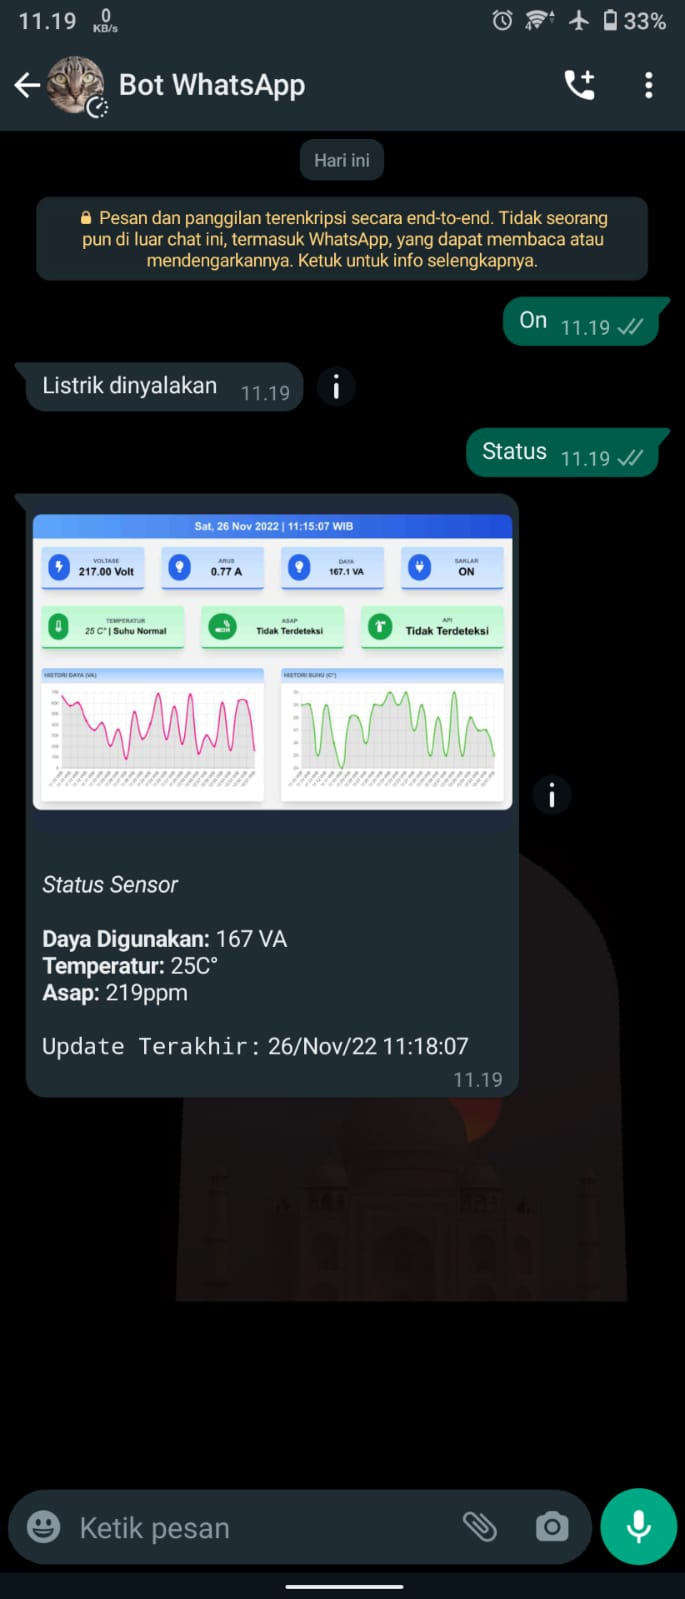 11.19 0 KB/s 4 33%
Bot WhatsApp
Hari ini
Pesan dan panggilan terenkripsi secara end-to-end. Tidak seorang
pun di luar chat ini, termasuk WhatsApp, yang dapat membaca atau
mendengarkannya. Ketuk untuk info selengkapnya.
On 11.19
Listrik dinyalakan 11.19
Status 11.19
Sat, 26 Nov 2022 | 11:15:07 WIB
VOLTASE
217.00 Volt
ARUS
0.77 A
DAYA
167.1 VA
SAKLAR
ON
TEMPERATUR
25 C° | Suhu Normal
ASAP
Tidak Terdeteksi
API
Tidak Terdeteksi
HISTORI DAYA (VA)
HISTORI SUHU (C°)
Status Sensor
Daya Digunakan: 167 VA
Temperatur: 25C°
Asap: 219ppm
Update Terakhir: 26/Nov/22 11:18:07
11.19
Ketik pesan